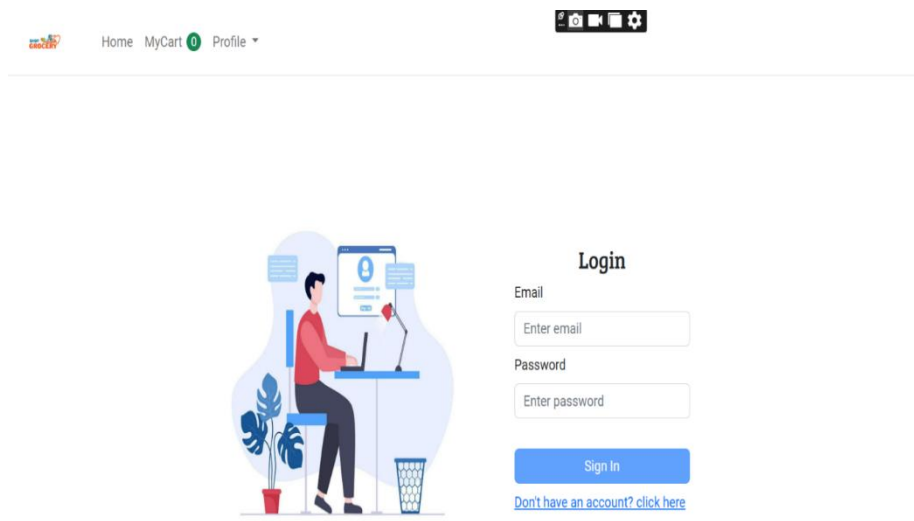 GROCERY
Home MyCart 0 Profile
Login
Email
Enter email
Password
Enter password
Sign In
Don't have an account? click here